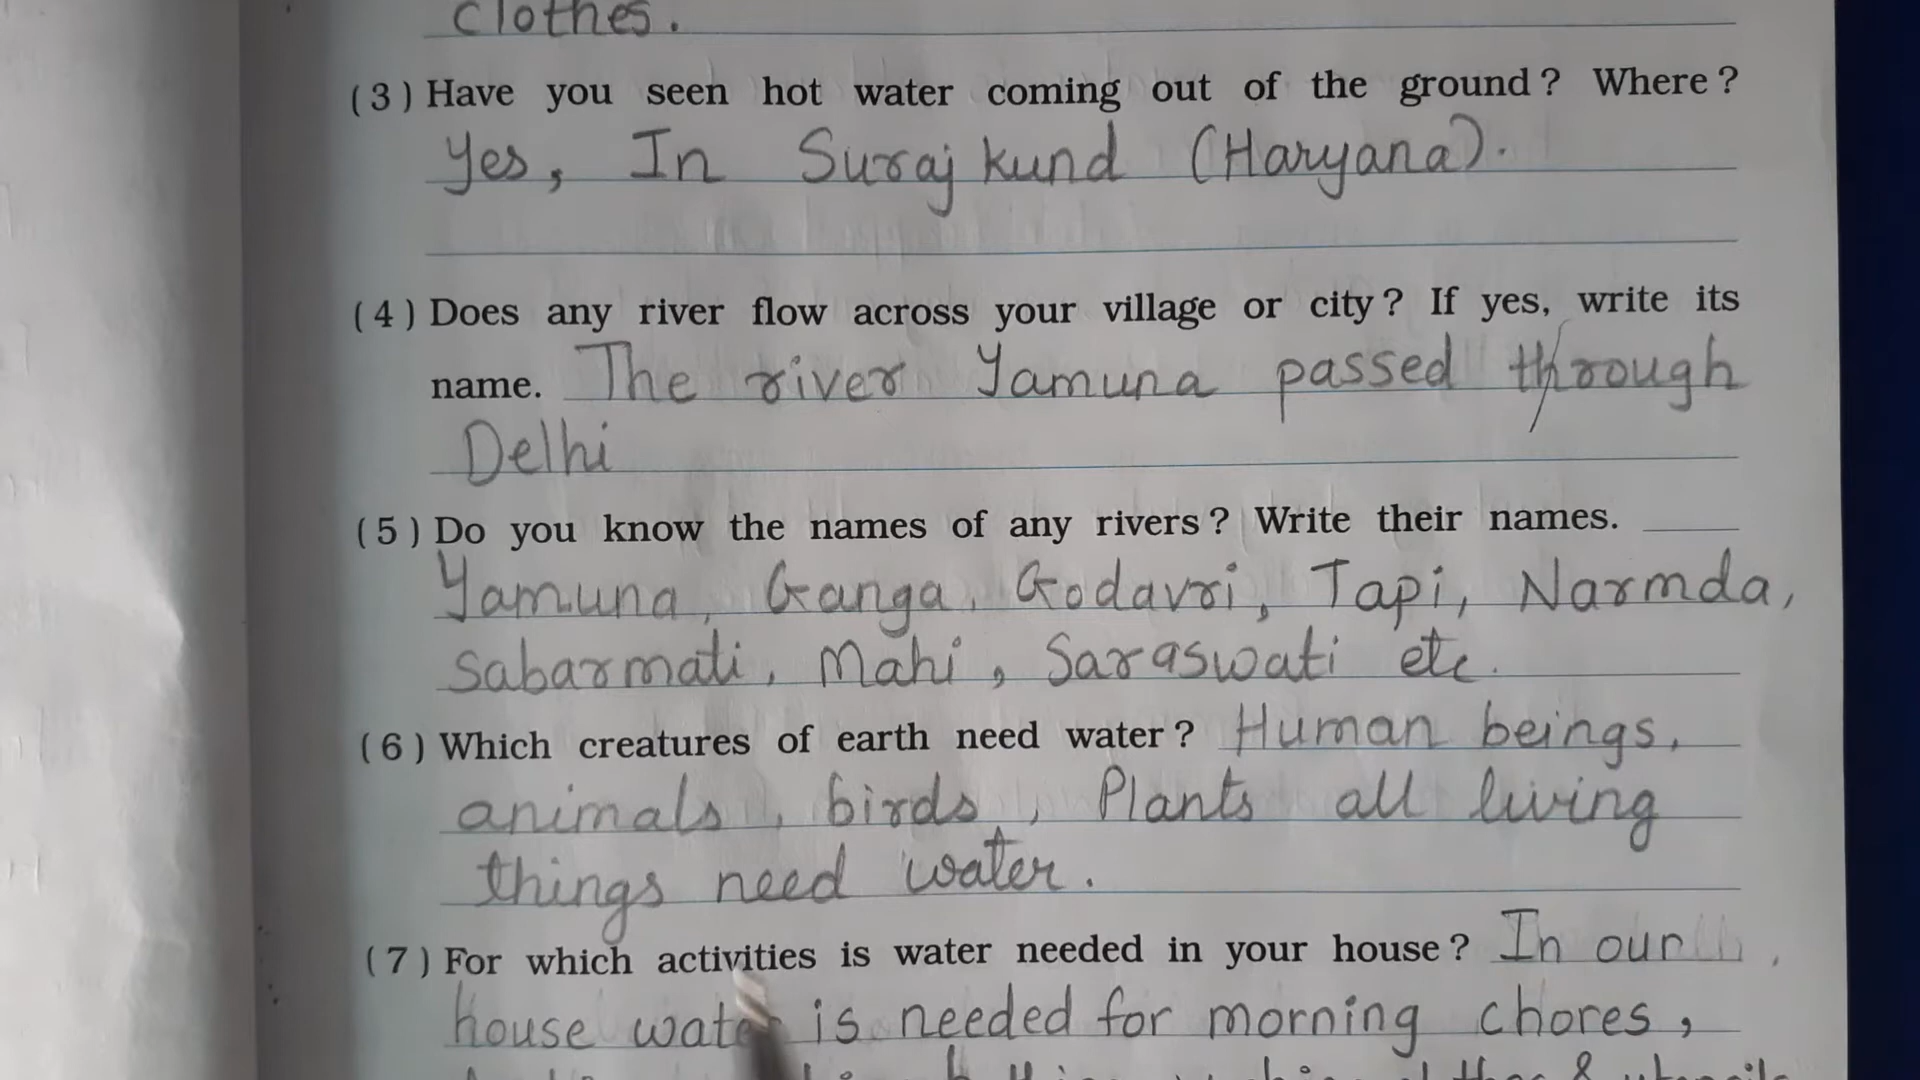 clothes.
(3) Have you seen hot water coming out of the ground? Where?
Yes, In Suraj kund (Haryana).
(4) Does any river flow across your village or city? If yes, write its
name. The river Yamuna passed through
Delhi
(5) Do you know the names of any rivers? Write their names.
Yamuna, Ganga, Godavri, Tapi, Narmda,
Sabarmati, Mahi, Saraswati etc.
(6) Which creatures of earth need water? Human beings,
animals, birds, Plants all living
things need water.
(7) For which activities is water needed in your house? In our
house water is needed for morning chores,